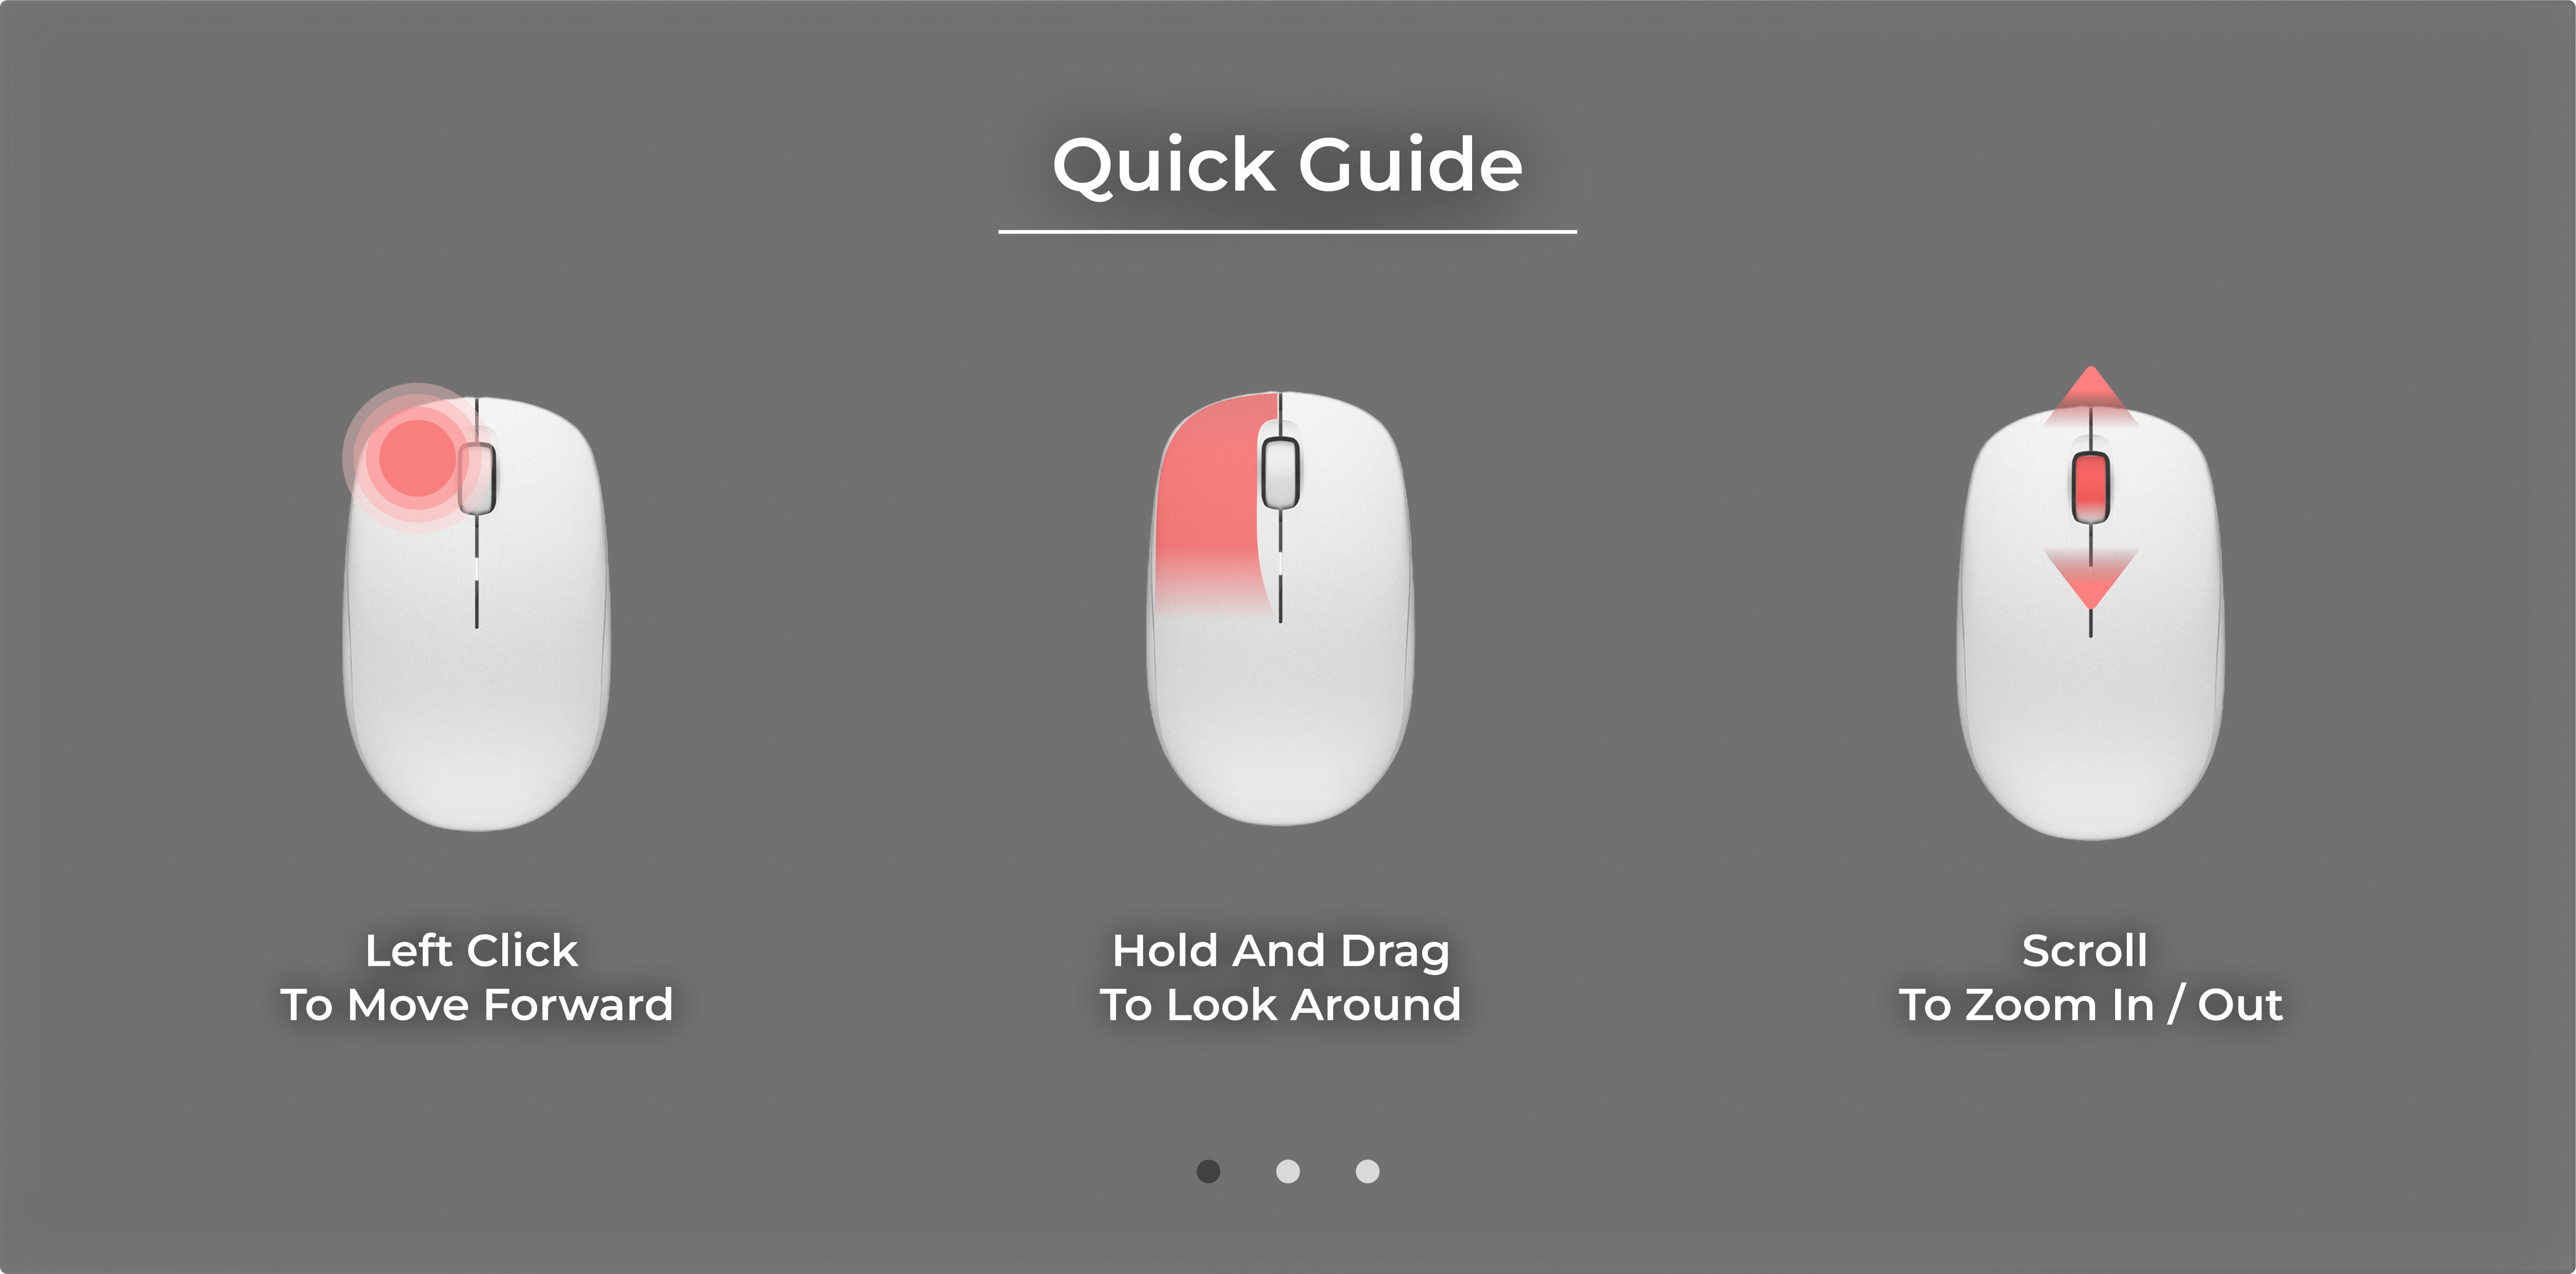 Quick Guide
Left Click
To Move Forward
Hold And Drag
To Look Around
Scroll
To Zoom In / Out